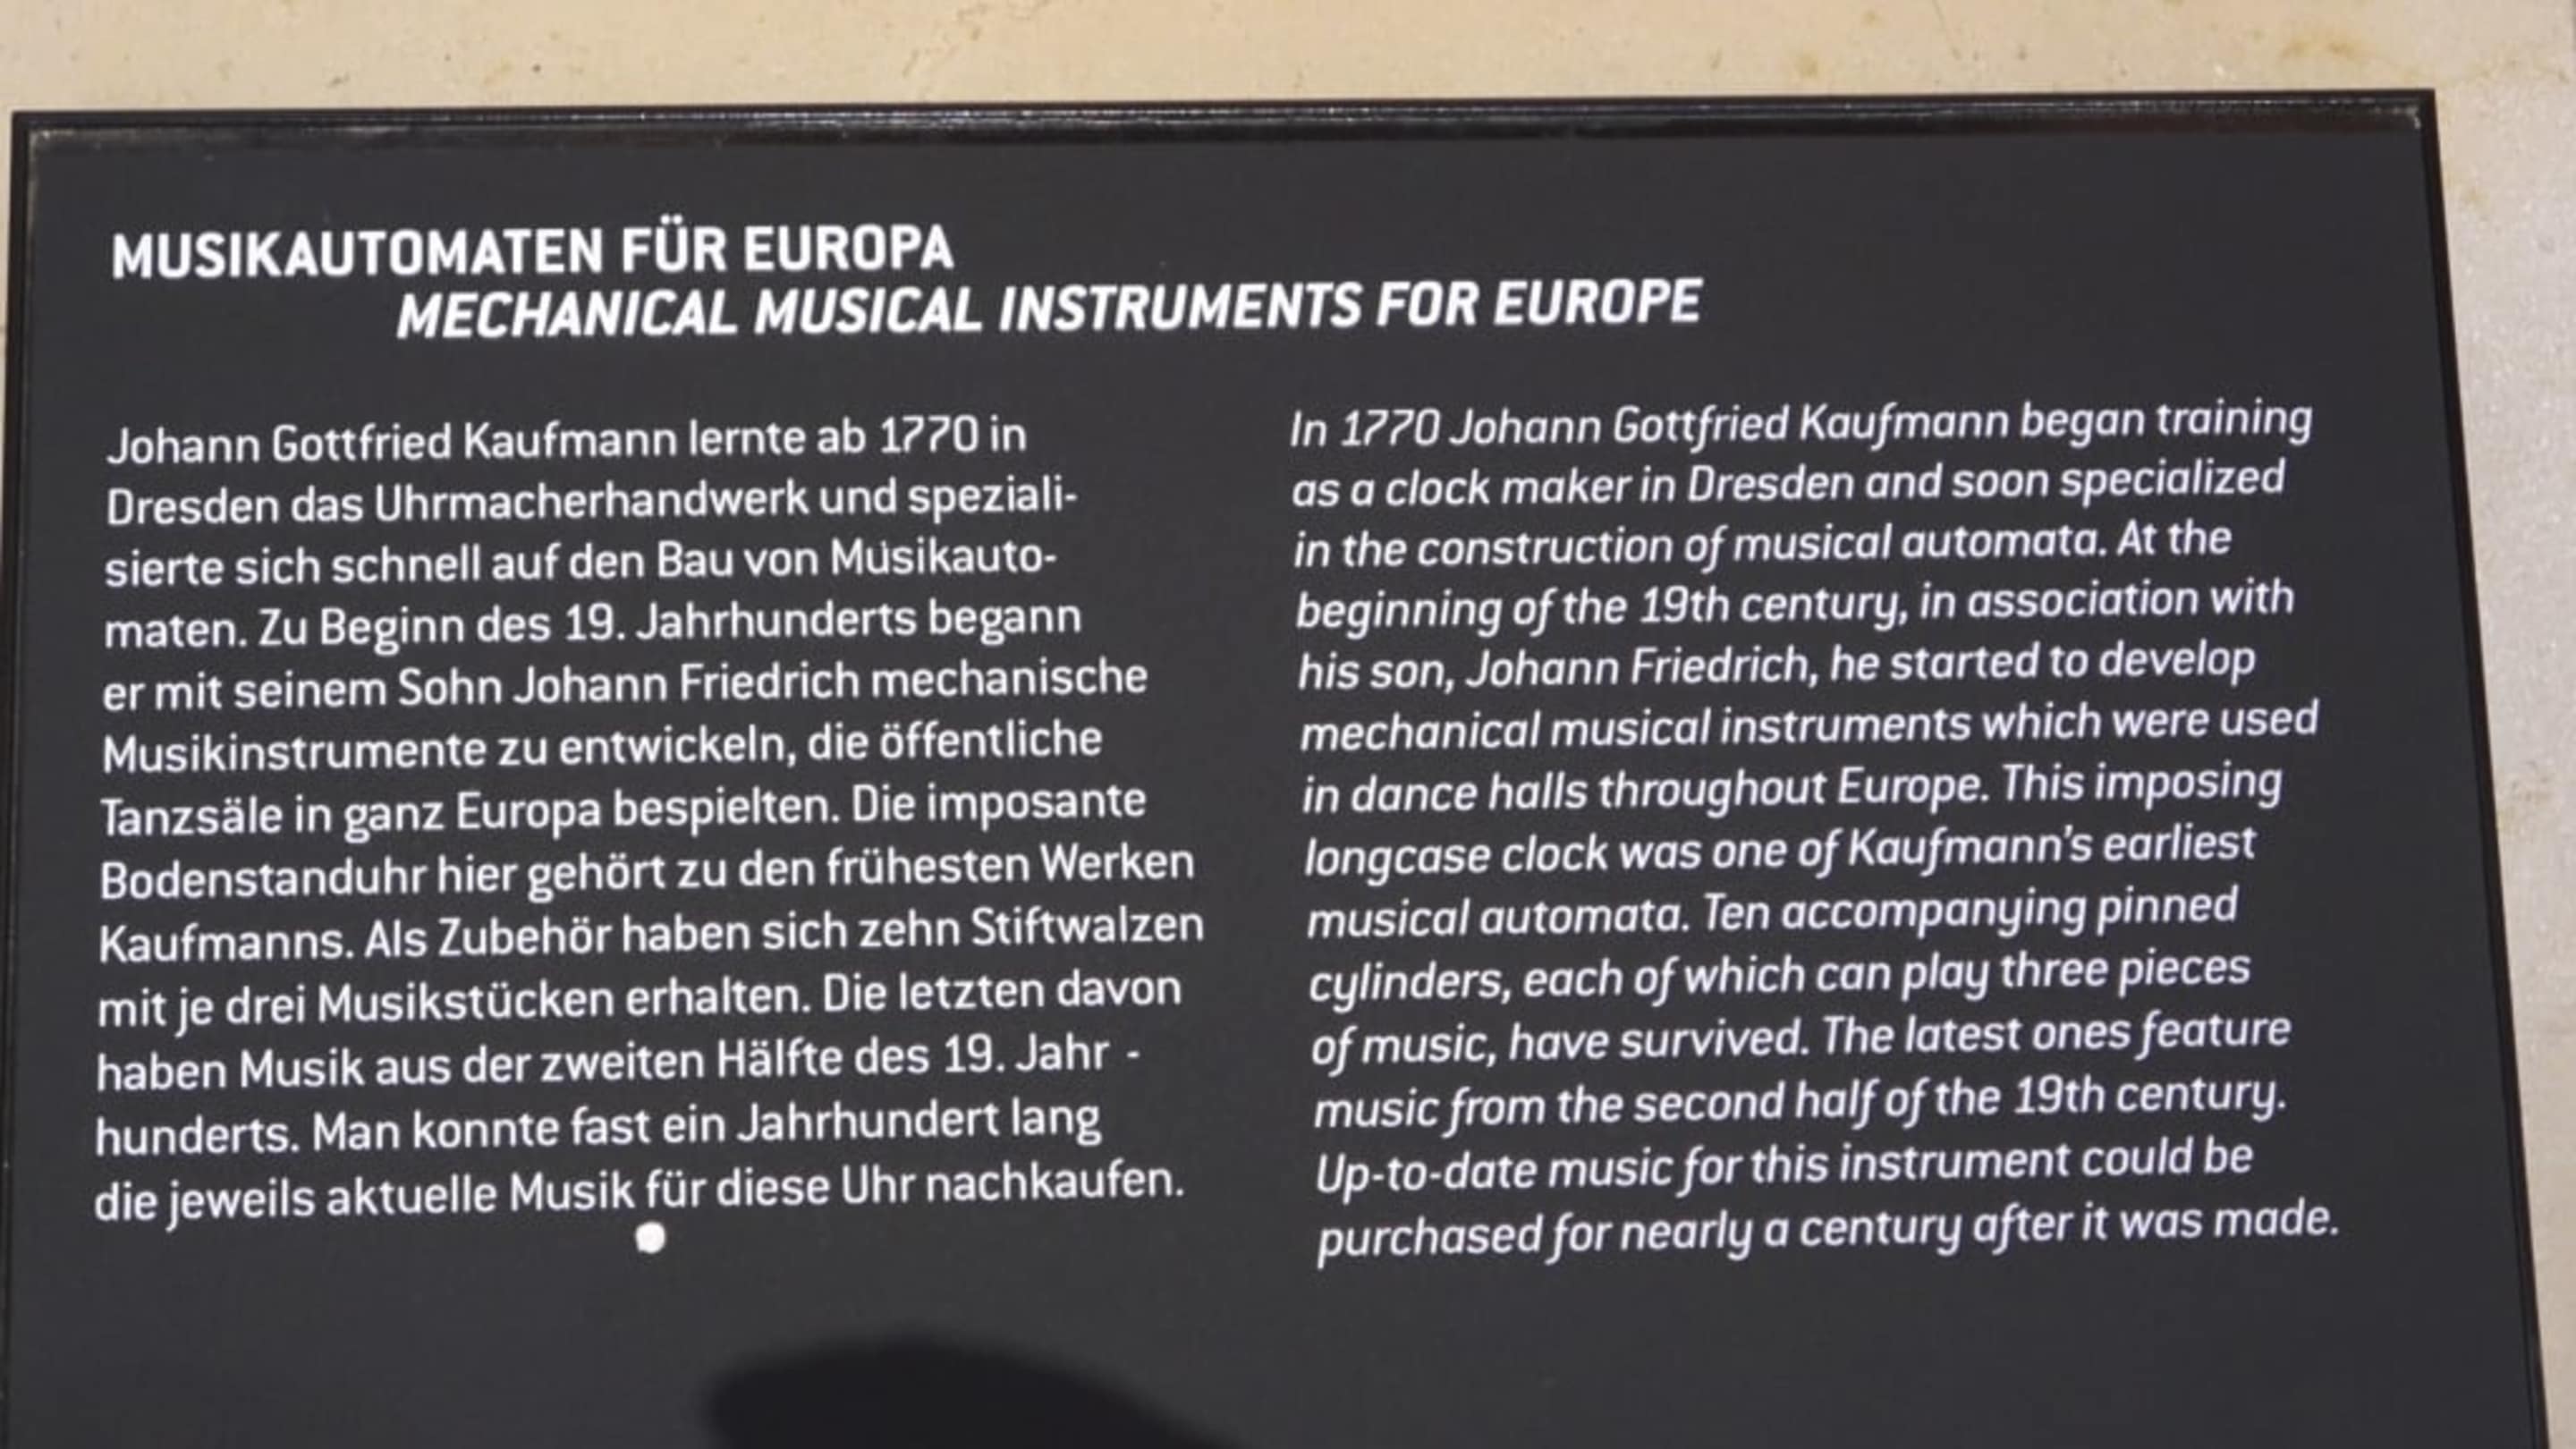 MUSIKAUTOMATEN FÜR EUROPA
MECHANICAL MUSICAL INSTRUMENTS FOR EUROPE
Johann Gottfried Kaufmann lernte ab 1770 in
Dresden das Uhrmacherhandwerk und speziali-
sierte sich schnell auf den Bau von Musikauto-
maten. Zu Beginn des 19. Jahrhunderts begann
er mit seinem Sohn Johann Friedrich mechanische
Musikinstrumente zu entwickeln, die öffentliche
Tanzsäle in ganz Europa bespielten. Die imposante
Bodenstanduhr hier gehört zu den frühesten Werken
Kaufmanns. Als Zubehör haben sich zehn Stiftwalzen
mit je drei Musikstücken erhalten. Die letzten davon
haben Musik aus der zweiten Hälfte des 19. Jahr -
hunderts. Man konnte fast ein Jahrhundert lang
die jeweils aktuelle Musik für diese Uhr nachkaufen.
In 1770 Johann Gottfried Kaufmann began training
as a clock maker in Dresden and soon specialized
in the construction of musical automata. At the
beginning of the 19th century, in association with
his son, Johann Friedrich, he started to develop
mechanical musical instruments which were used
in dance halls throughout Europe. This imposing
longcase clock was one of Kaufmann's earliest
musical automata. Ten accompanying pinned
cylinders, each of which can play three pieces
of music, have survived. The latest ones feature
music from the second half of the 19th century.
Up-to-date music for this instrument could be
purchased for nearly a century after it was made.